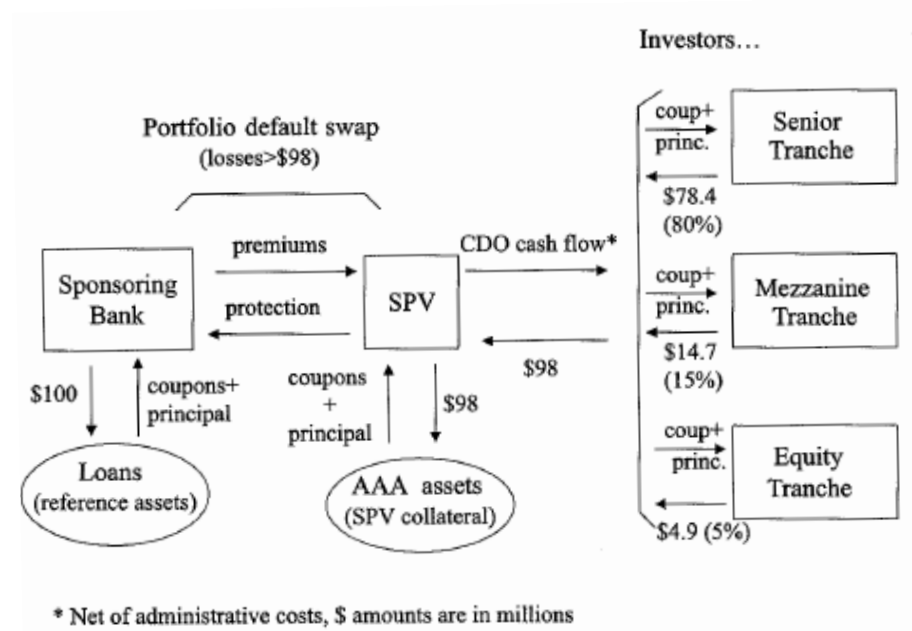 Investors...
Portfolio default swap
(losses>$98)
coup+
princ.
Senior
Tranche
$78.4
(80%)
premiums
CDO cash flow*
Sponsoring
Bank
protection
SPV
coup+
princ.
Mezzanine
Tranche
$14.7
(15%)
$98
$100
coupons+
principal
coupons
+
principal
$98
coup+
princ.
Equity
Tranche
$4.9 (5%)
Loans
(reference assets)
AAA assets
(SPV collateral)
* Net of administrative costs, $ amounts are in millions